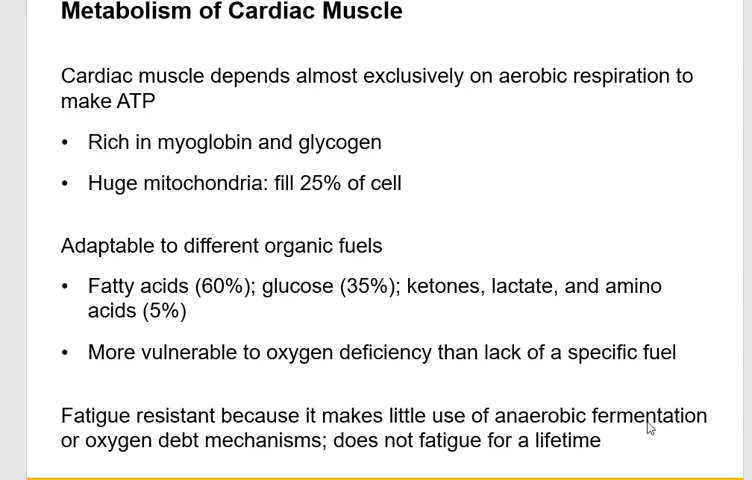 Metabolism of Cardiac Muscle
Cardiac muscle depends almost exclusively on aerobic respiration to
make ATP
• Rich in myoglobin and glycogen
• Huge mitochondria: fill 25% of cell
Adaptable to different organic fuels
• Fatty acids (60%); glucose (35%); ketones, lactate, and amino
acids (5%)
• More vulnerable to oxygen deficiency than lack of a specific fuel
Fatigue resistant because it makes little use of anaerobic fermentation
or oxygen debt mechanisms; does not fatigue for a lifetime